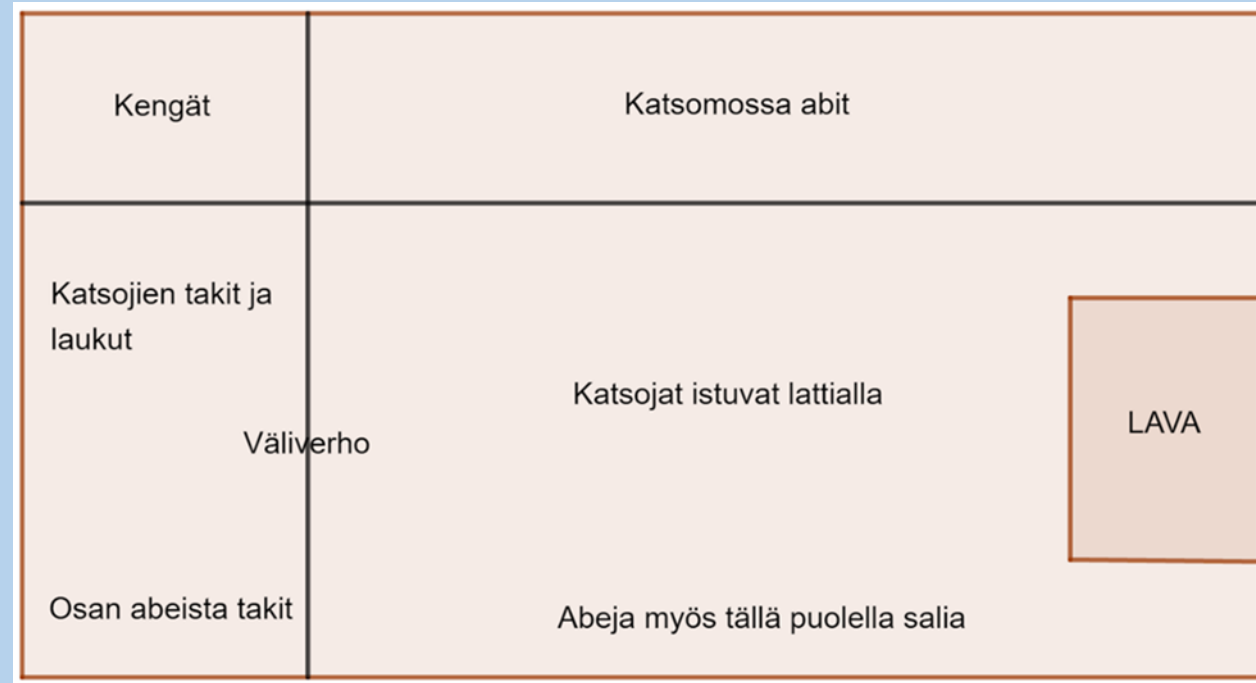 Kengät
Katsomossa abit
Katsojien takit ja
laukut
Katsojat istuvat lattialla
LAVA
Väliverho
Osan abeista takit
Abeja myös tällä puolella salia